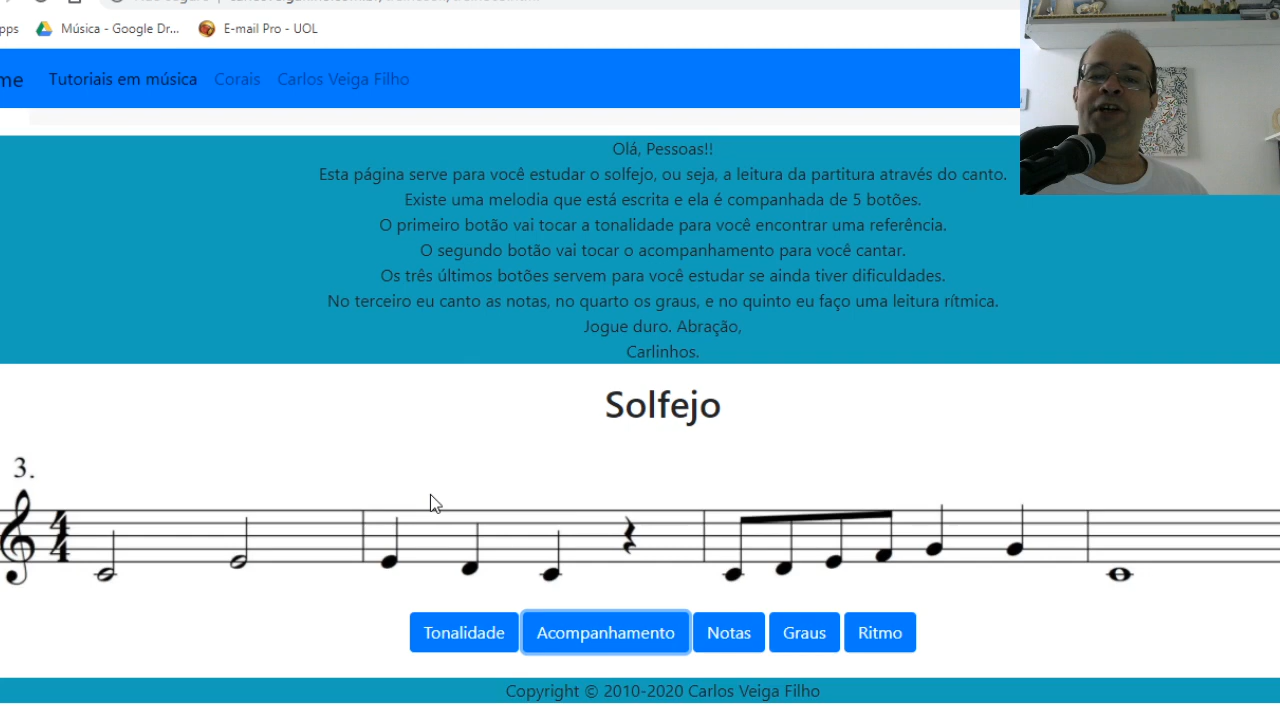 Música - Google Dr... E-mail Pro - UOL
Tutoriais em música Corais Carlos Veiga Filho
Olá, Pessoas!!
Esta página serve para você estudar o solfejo, ou seja, a leitura da partitura através do canto.
Existe uma melodia que está escrita e ela é companhada de 5 botões.
O primeiro botão vai tocar a tonalidade para você encontrar uma referência.
O segundo botão vai tocar o acompanhamento para você cantar.
Os três últimos botões servem para você estudar se ainda tiver dificuldades.
No terceiro eu canto as notas, no quarto os graus, e no quinto eu faço uma leitura rítmica.
Jogue duro. Abração,
Carlinhos.
Solfejo
3.
4
4
Tonalidade Acompanhamento Notas Graus Ritmo
Copyright © 2010-2020 Carlos Veiga Filho